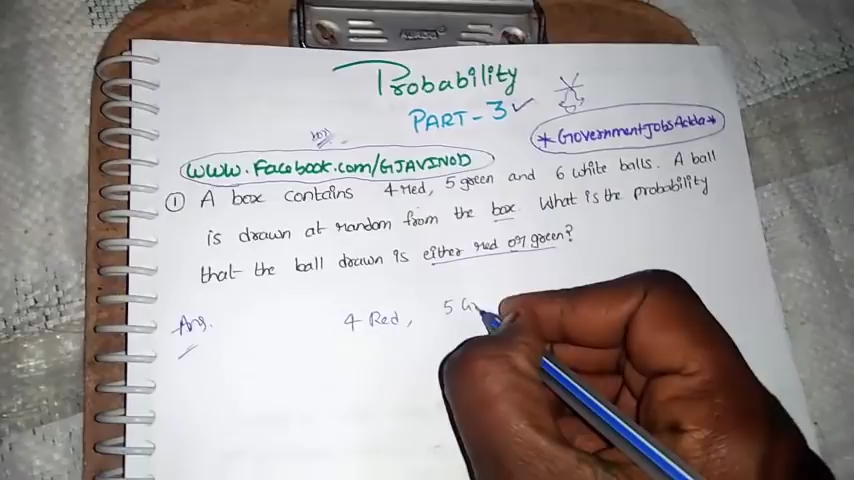 Probability
PART-3
*GovernmentJobsAdda*
www.Facebook.com/GJAVINOD
① A box contains 4 red, 5 green and 6 white balls. A ball
is drawn at random from the box. What is the probability
that the ball drawn is either red or green?
Ans.
4 Red, 5 G